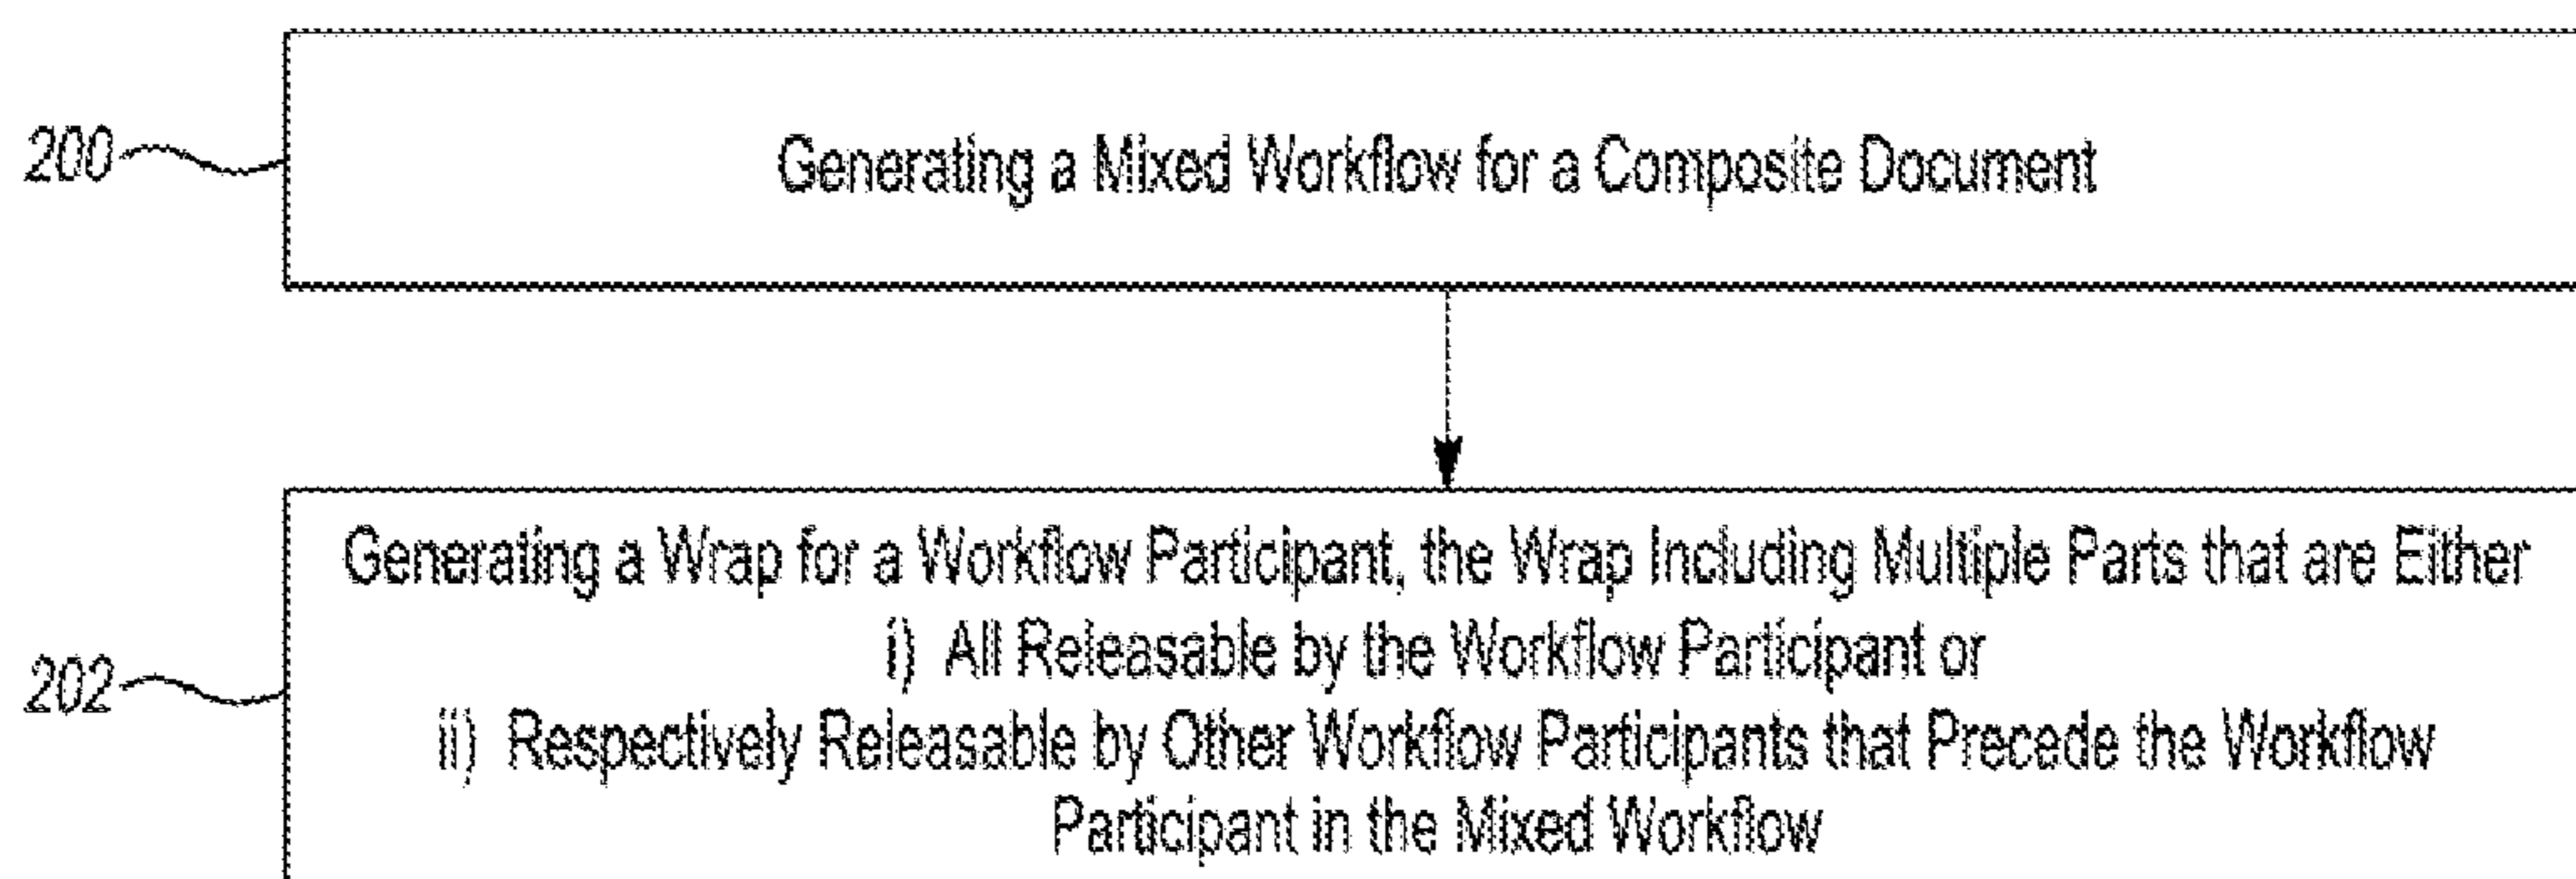 200
Generating a Mixed Workflow for a Composite Document
Generating a Wrap for a Workflow Participant, the Wrap Including Multiple Parts that are Either
i) All Releasable by the Workflow Participant or
202
ii) Respectively Releasable by Other Workflow Participants that Precede the Workflow
Participant in the Mixed Workflow